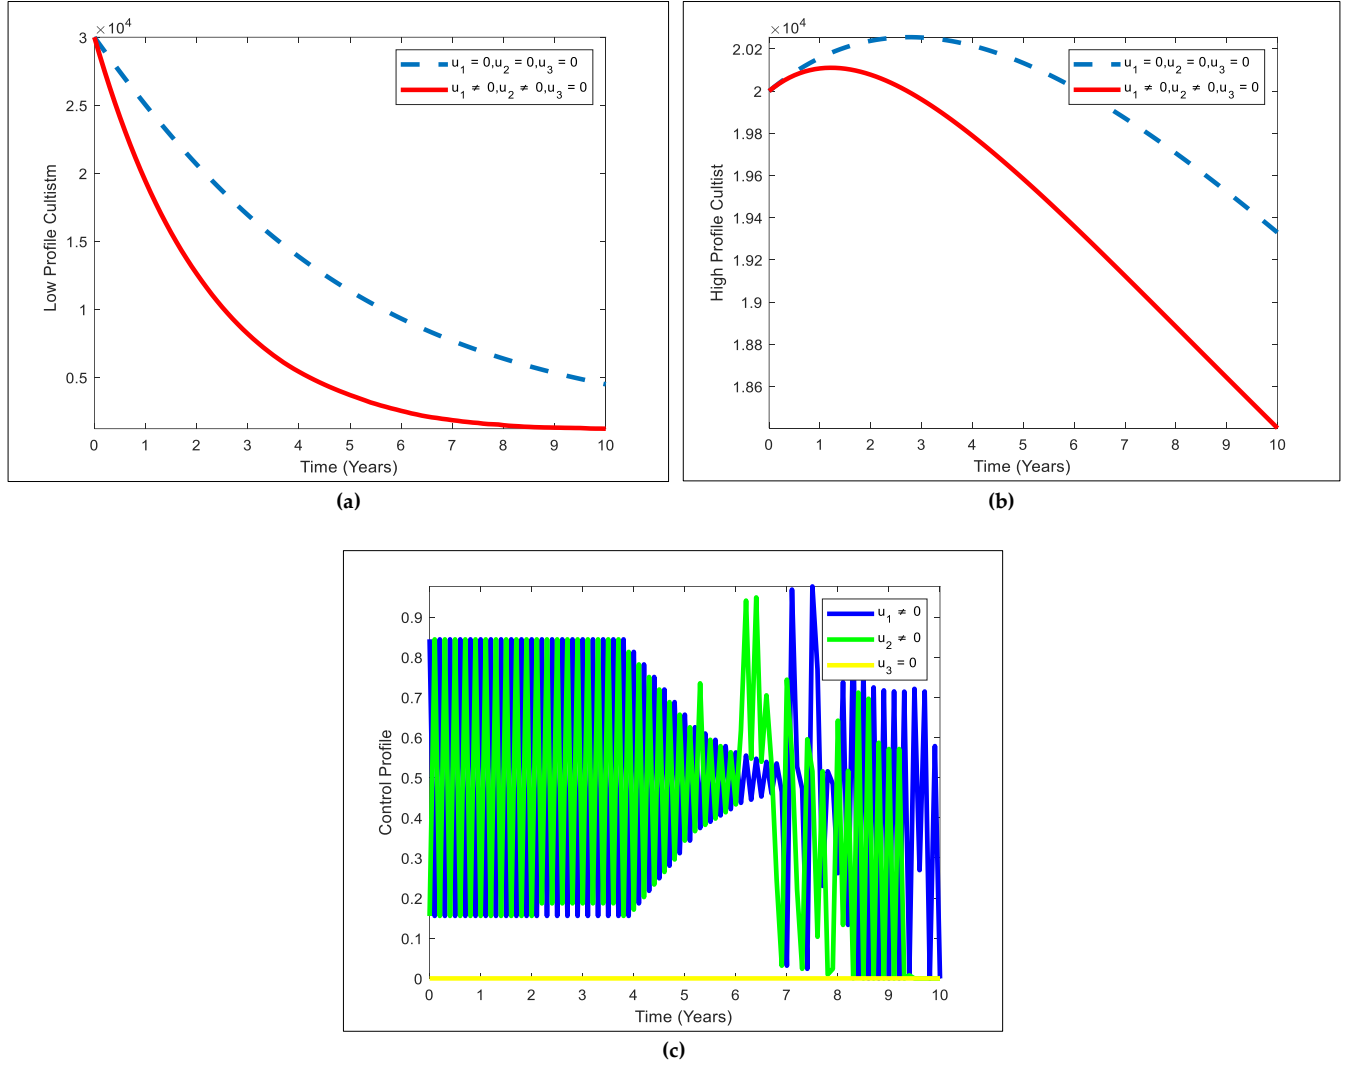 ×10⁴
3
2.5
2
1.5
1
0.5
0 1 2 3 4 5 6 7 8 9 10
Time (Years)
Low Profile Cultistm
u₁ = 0,u₂ = 0,u₃ = 0
u₁ ≠ 0,u₂ ≠ 0,u₃ = 0
(a)
×10⁴
2.02
2
1.98
1.96
1.94
1.92
1.9
1.88
1.86
0 1 2 3 4 5 6 7 8 9 10
Time (Years)
High Profile Cultist
u₁ = 0,u₂ = 0,u₃ = 0
u₁ ≠ 0,u₂ ≠ 0,u₃ = 0
(b)
0.9
0.8
0.7
0.6
0.5
0.4
0.3
0.2
0.1
0
0 1 2 3 4 5 6 7 8 9 10
Time (Years)
Control Profile
u₁ ≠ 0
u₂ ≠ 0
u₃ = 0
(c)